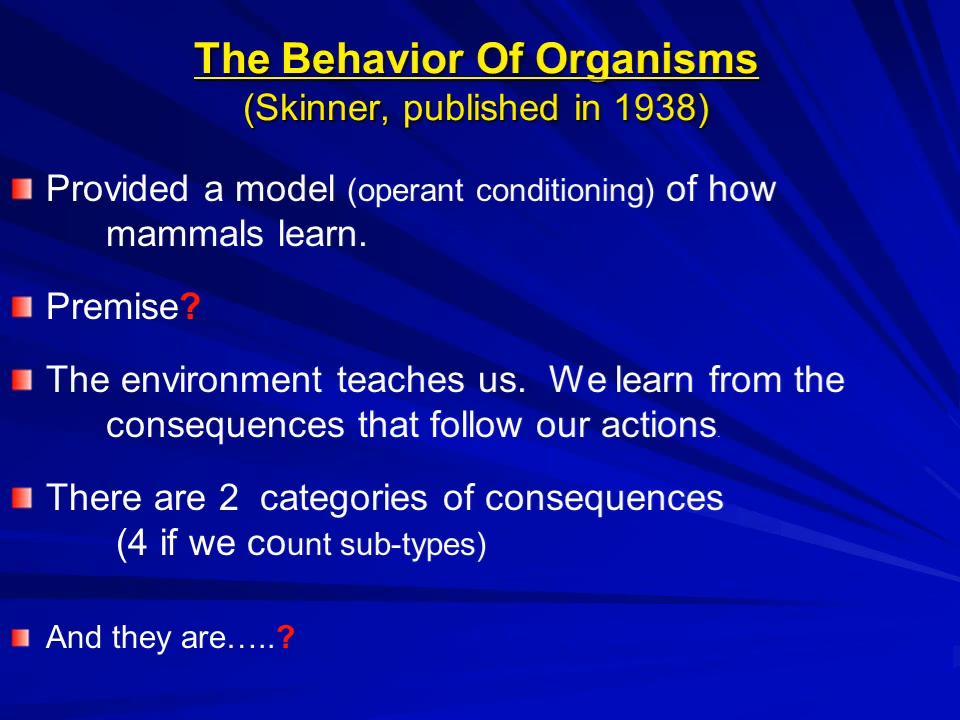 The Behavior Of Organisms
(Skinner, published in 1938)
Provided a model (operant conditioning) of how
mammals learn.
Premise?
The environment teaches us. We learn from the
consequences that follow our actions.
There are 2 categories of consequences
(4 if we count sub-types)
And they are…..?